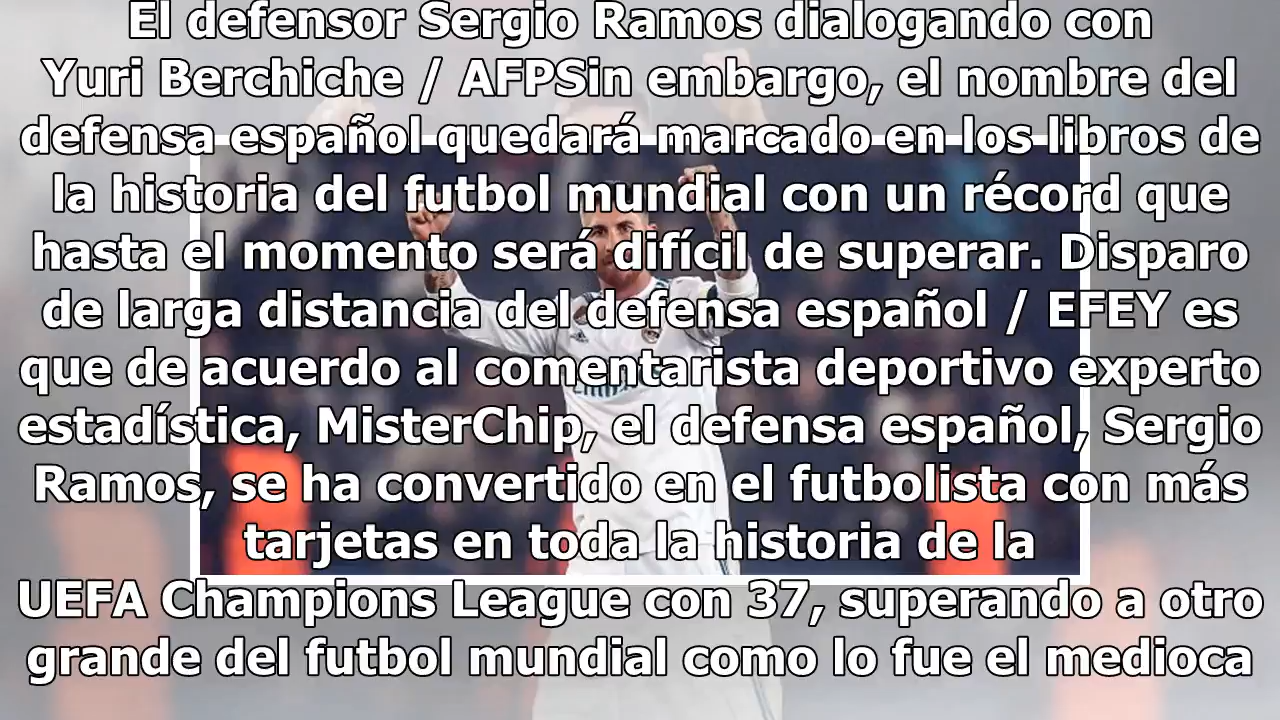 El defensor Sergio Ramos dialogando con
Yuri Berchiche / AFPSin embargo, el nombre del
defensa español quedará marcado en los libros de
la historia del futbol mundial con un récord que
hasta el momento será difícil de superar. Disparo
de larga distancia del defensa español / EFEY es
que de acuerdo al comentarista deportivo experto
estadística, MisterChip, el defensa español, Sergio
Ramos, se ha convertido en el futbolista con más
tarjetas en toda la historia de la
UEFA Champions League con 37, superando a otro
grande del futbol mundial como lo fue el medioca